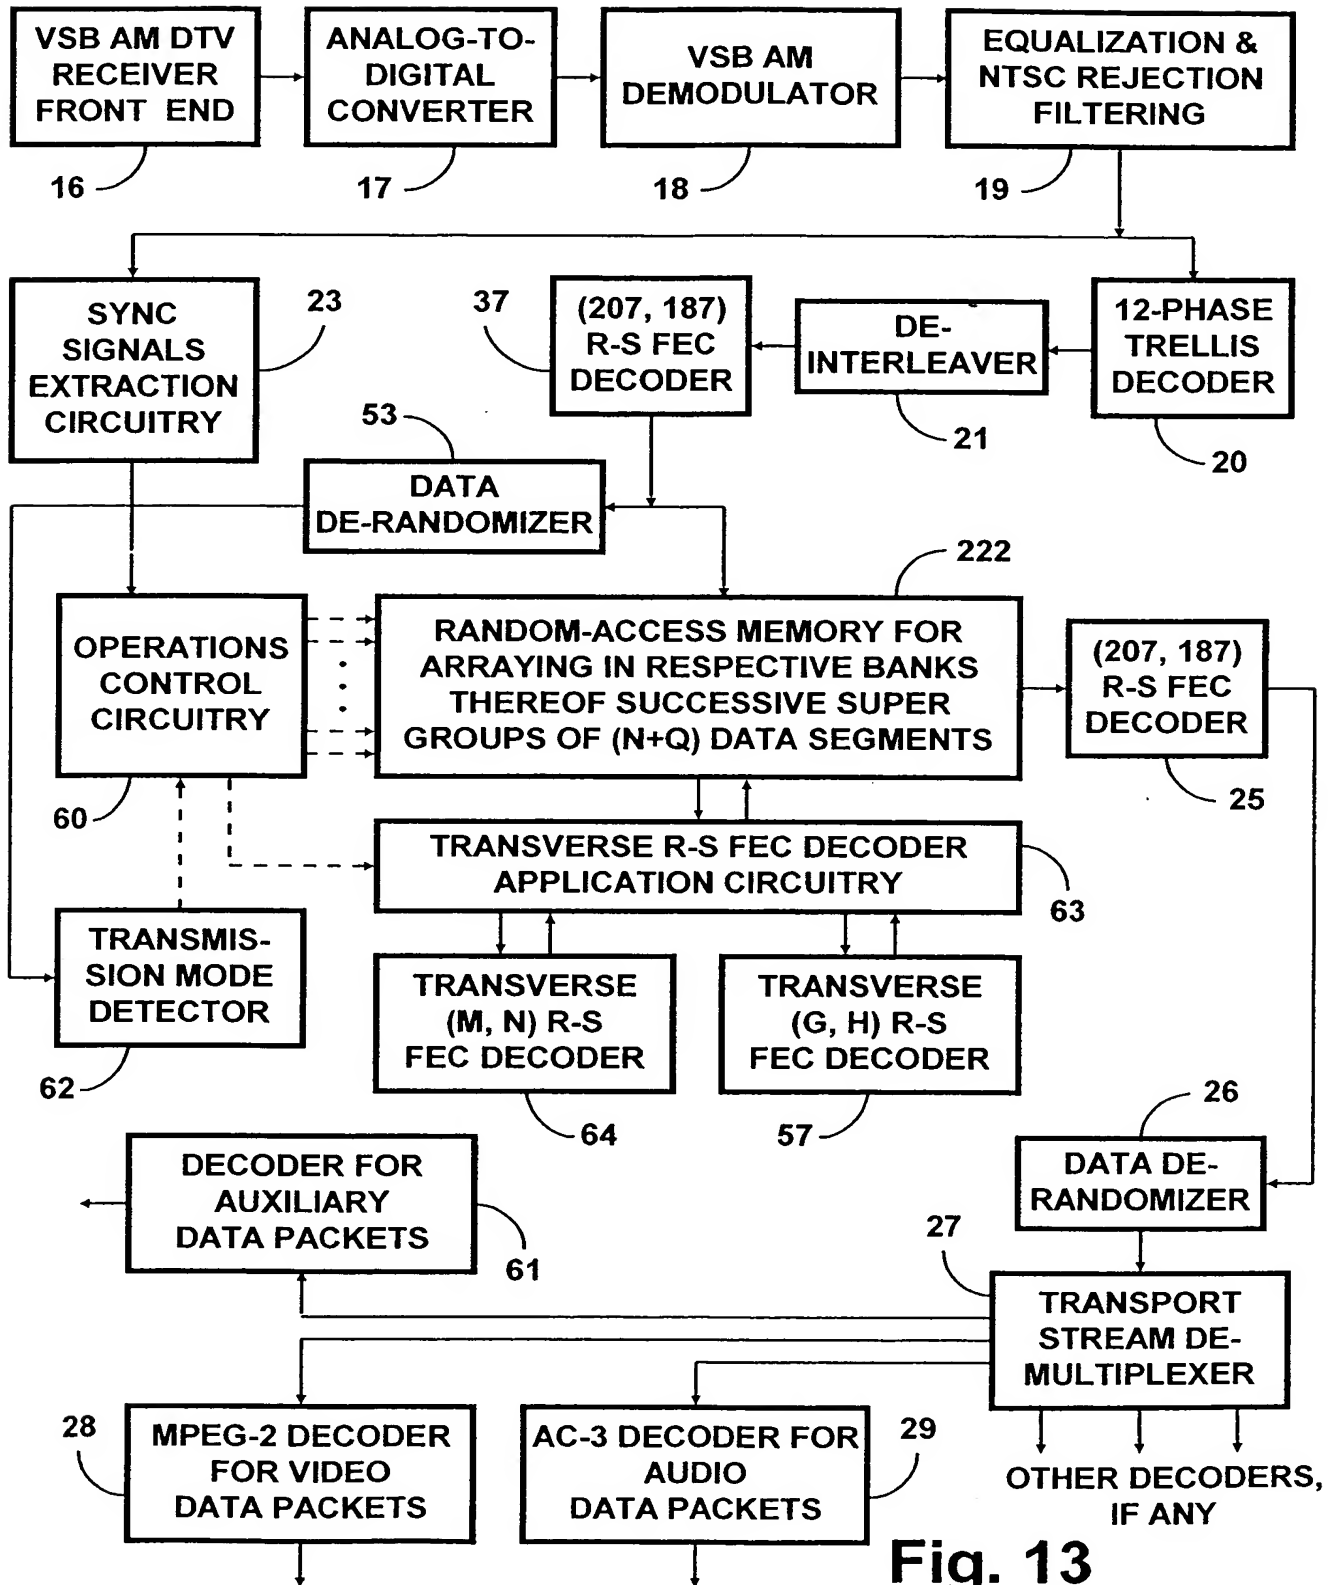 VSB AM DTV
RECEIVER
FRONT END
16
ANALOG-TO-
DIGITAL
CONVERTER
17
VSB AM
DEMODULATOR
18
EQUALIZATION &
NTSC REJECTION
FILTERING
19
SYNC
SIGNALS
EXTRACTION
CIRCUITRY
23
37
(207, 187)
R-S FEC
DECODER
DE-
INTERLEAVER
21
12-PHASE
TRELLIS
DECODER
20
53
DATA
DE-RANDOMIZER
222
OPERATIONS
CONTROL
CIRCUITRY
60
RANDOM-ACCESS MEMORY FOR
ARRAYING IN RESPECTIVE BANKS
THEREOF SUCCESSIVE SUPER
GROUPS OF (N+Q) DATA SEGMENTS
(207, 187)
R-S FEC
DECODER
25
TRANSVERSE R-S FEC DECODER
APPLICATION CIRCUITRY
63
TRANSMIS-
SION MODE
DETECTOR
62
TRANSVERSE
(M, N) R-S
FEC DECODER
64
TRANSVERSE
(G, H) R-S
FEC DECODER
57
26
DATA DE-
RANDOMIZER
DECODER FOR
AUXILIARY
DATA PACKETS
61
27
TRANSPORT
STREAM DE-
MULTIPLEXER
28
MPEG-2 DECODER
FOR VIDEO
DATA PACKETS
AC-3 DECODER FOR
AUDIO
DATA PACKETS
29
OTHER DECODERS,
IF ANY
Fig. 13